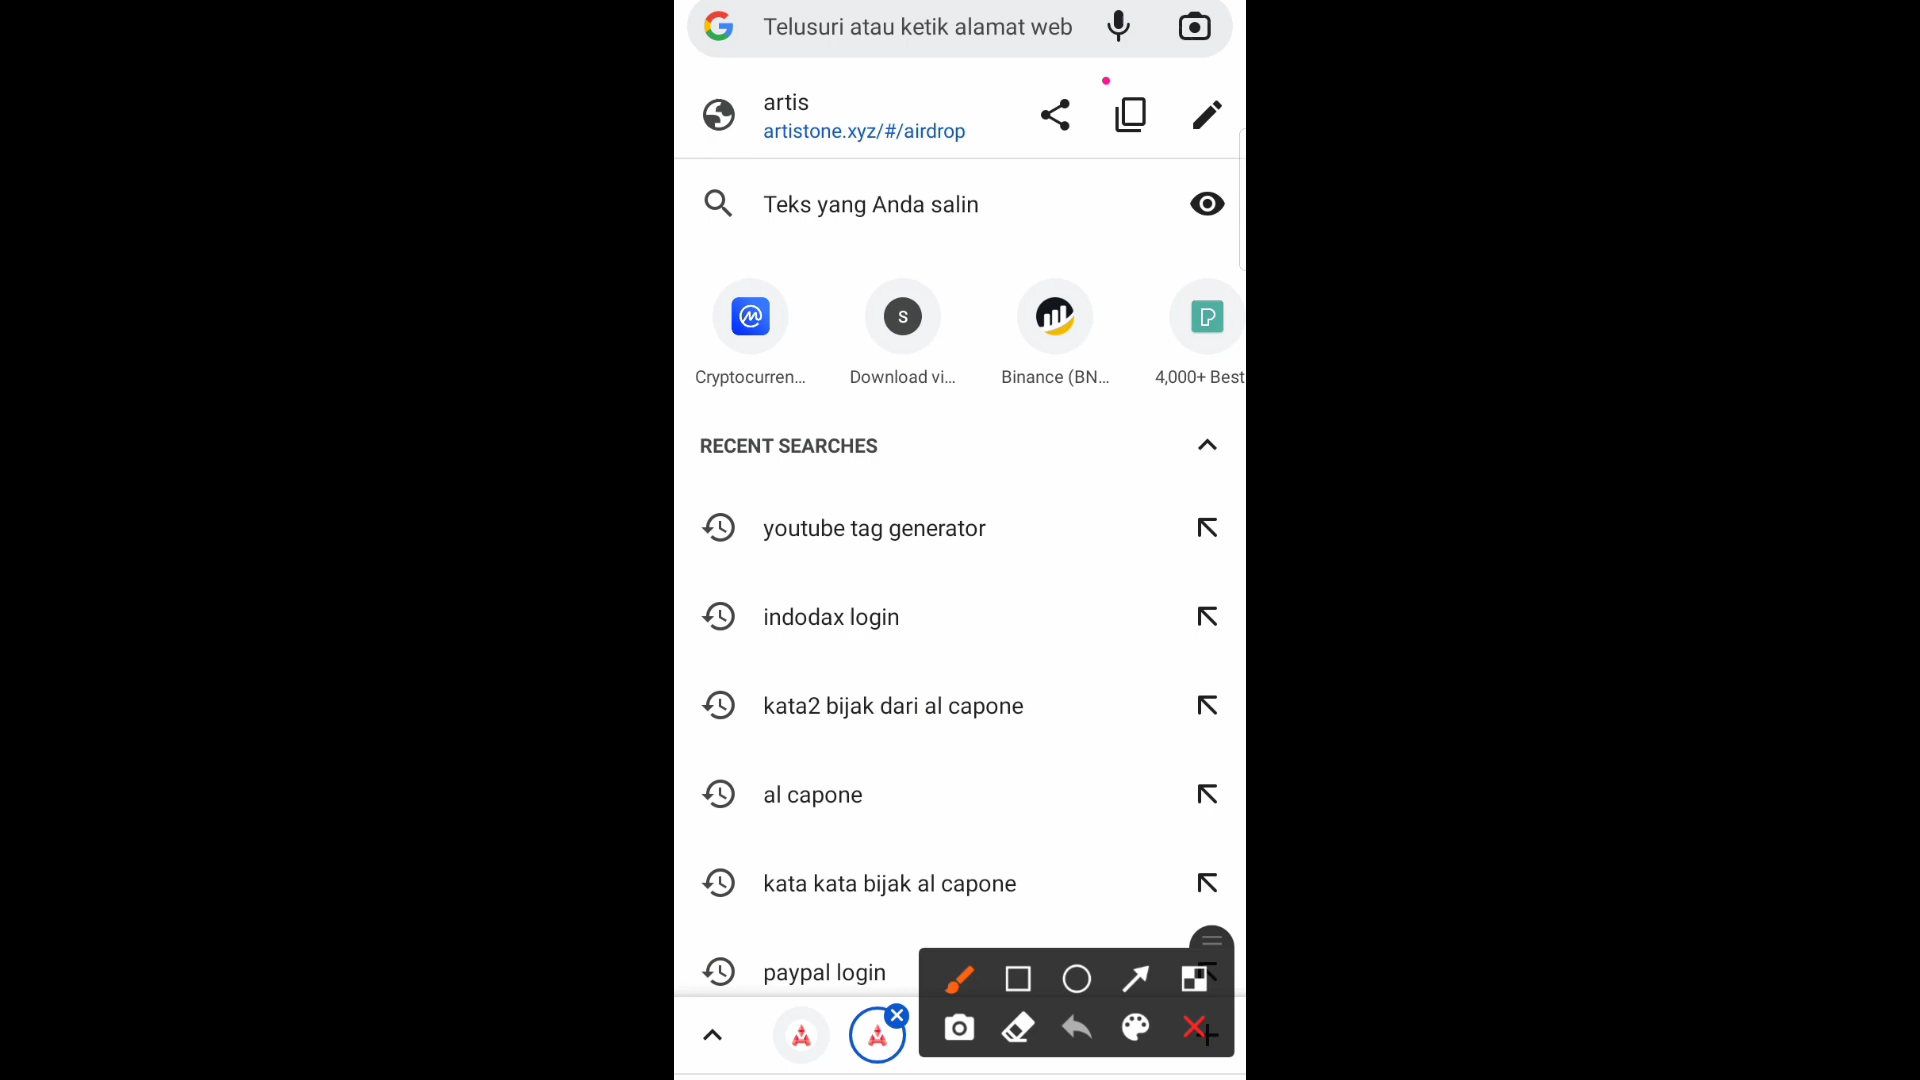 Telusuri atau ketik alamat web
artis
artistone.xyz/#/airdrop
Teks yang Anda salin
S
Cryptocurren...
Download vi...
Binance (BN...
4,000+ Best
RECENT SEARCHES
youtube tag generator
indodax login
kata2 bijak dari al capone
al capone
kata kata bijak al capone
paypal login